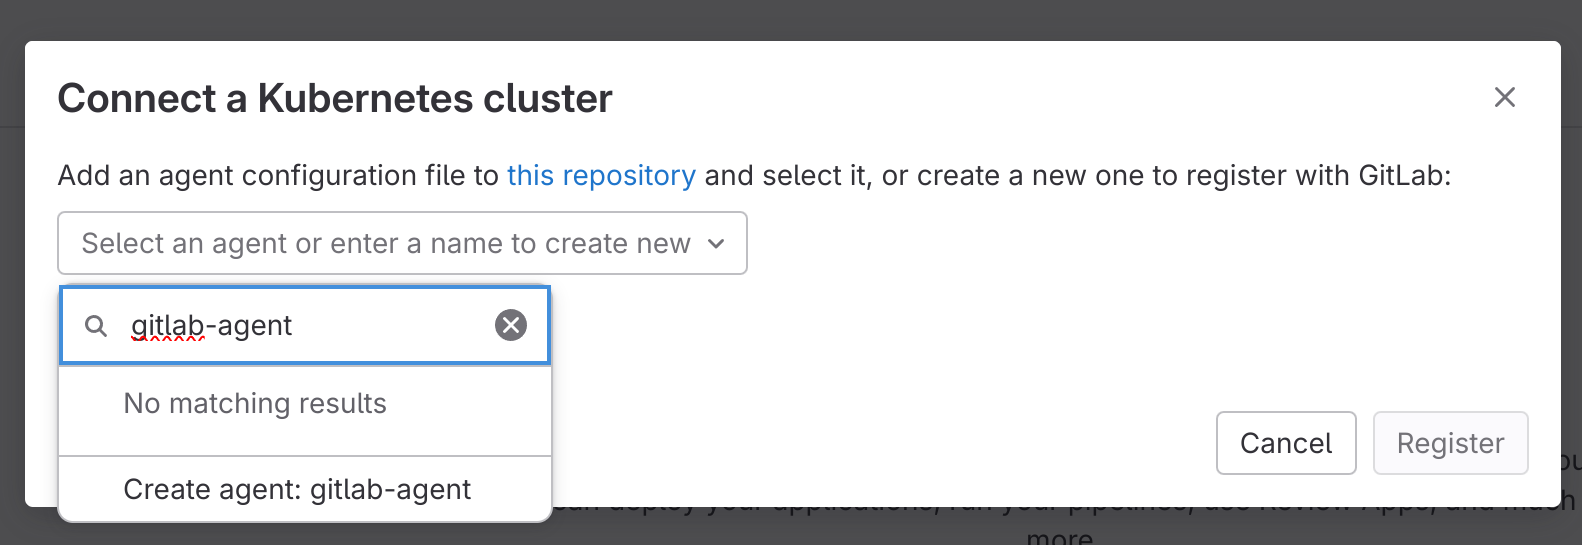 Connect a Kubernetes cluster
Add an agent configuration file to this repository and select it, or create a new one to register with GitLab:
Select an agent or enter a name to create new
gitlab-agent
No matching results
Create agent: gitlab-agent
Cancel
Register
can deploy your applications, run your pipelines, use Review Apps, and much
more